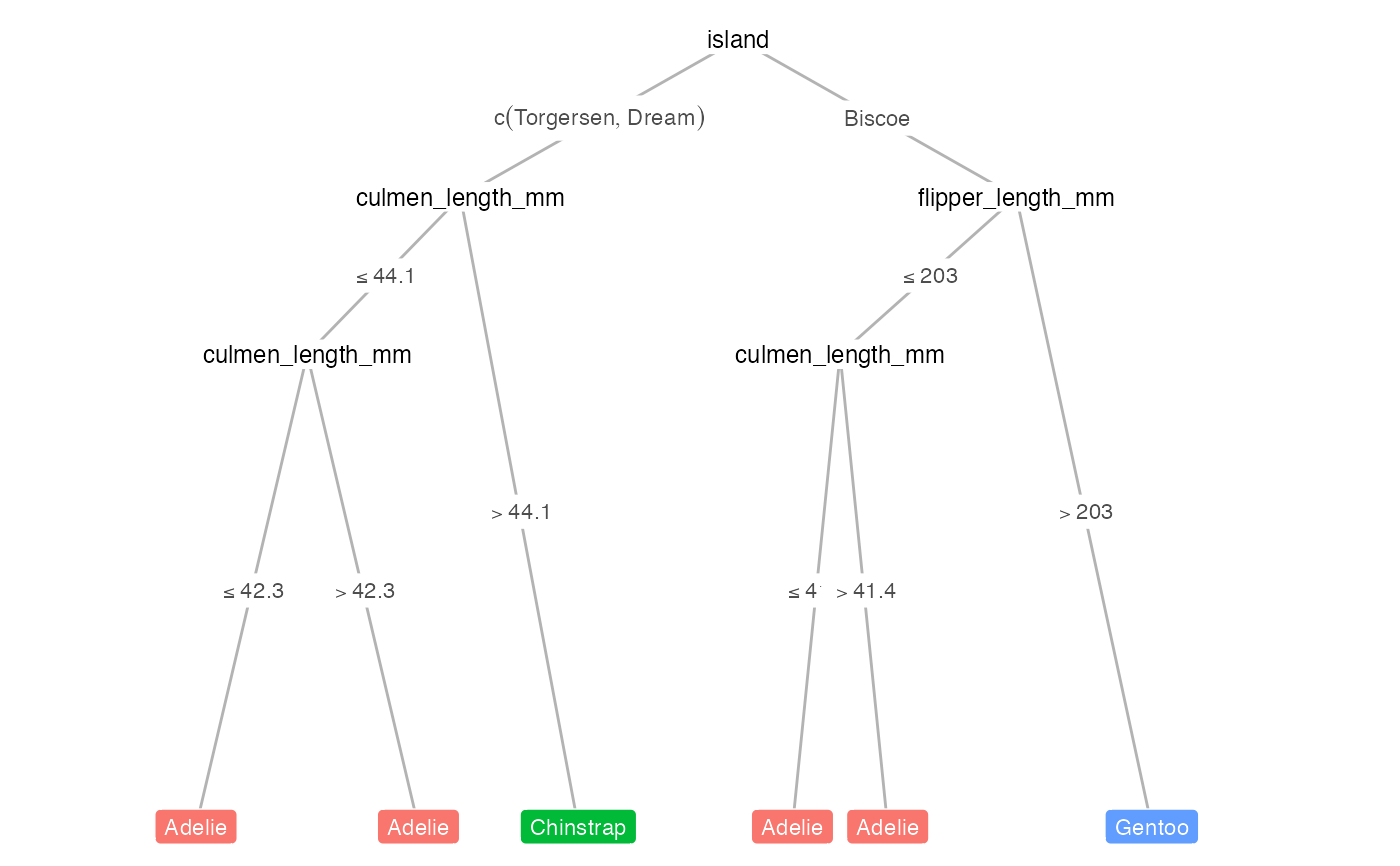 island
c(Torgersen, Dream) Biscoe
culmen_length_mm flipper_length_mm
≤ 44.1 ≤ 203
culmen_length_mm culmen_length_mm
> 44.1 > 203
≤ 42.3 > 42.3 > 41.4
Adelie Adelie Chinstrap Adelie Adelie Gentoo